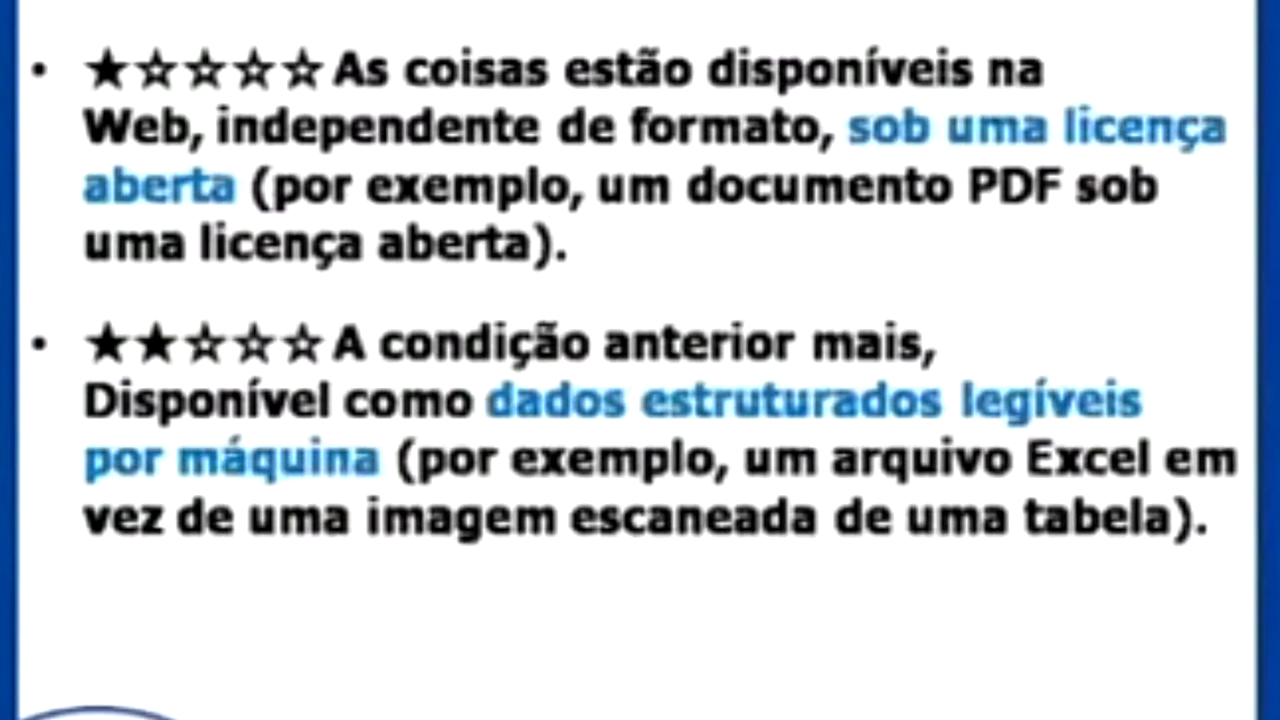 • ★☆☆☆☆ As coisas estão disponíveis na
Web, independente de formato, sob uma licença
aberta (por exemplo, um documento PDF sob
uma licença aberta).
• ★★☆☆☆ A condição anterior mais,
Disponível como dados estruturados legíveis
por máquina (por exemplo, um arquivo Excel em
vez de uma imagem escaneada de uma tabela).